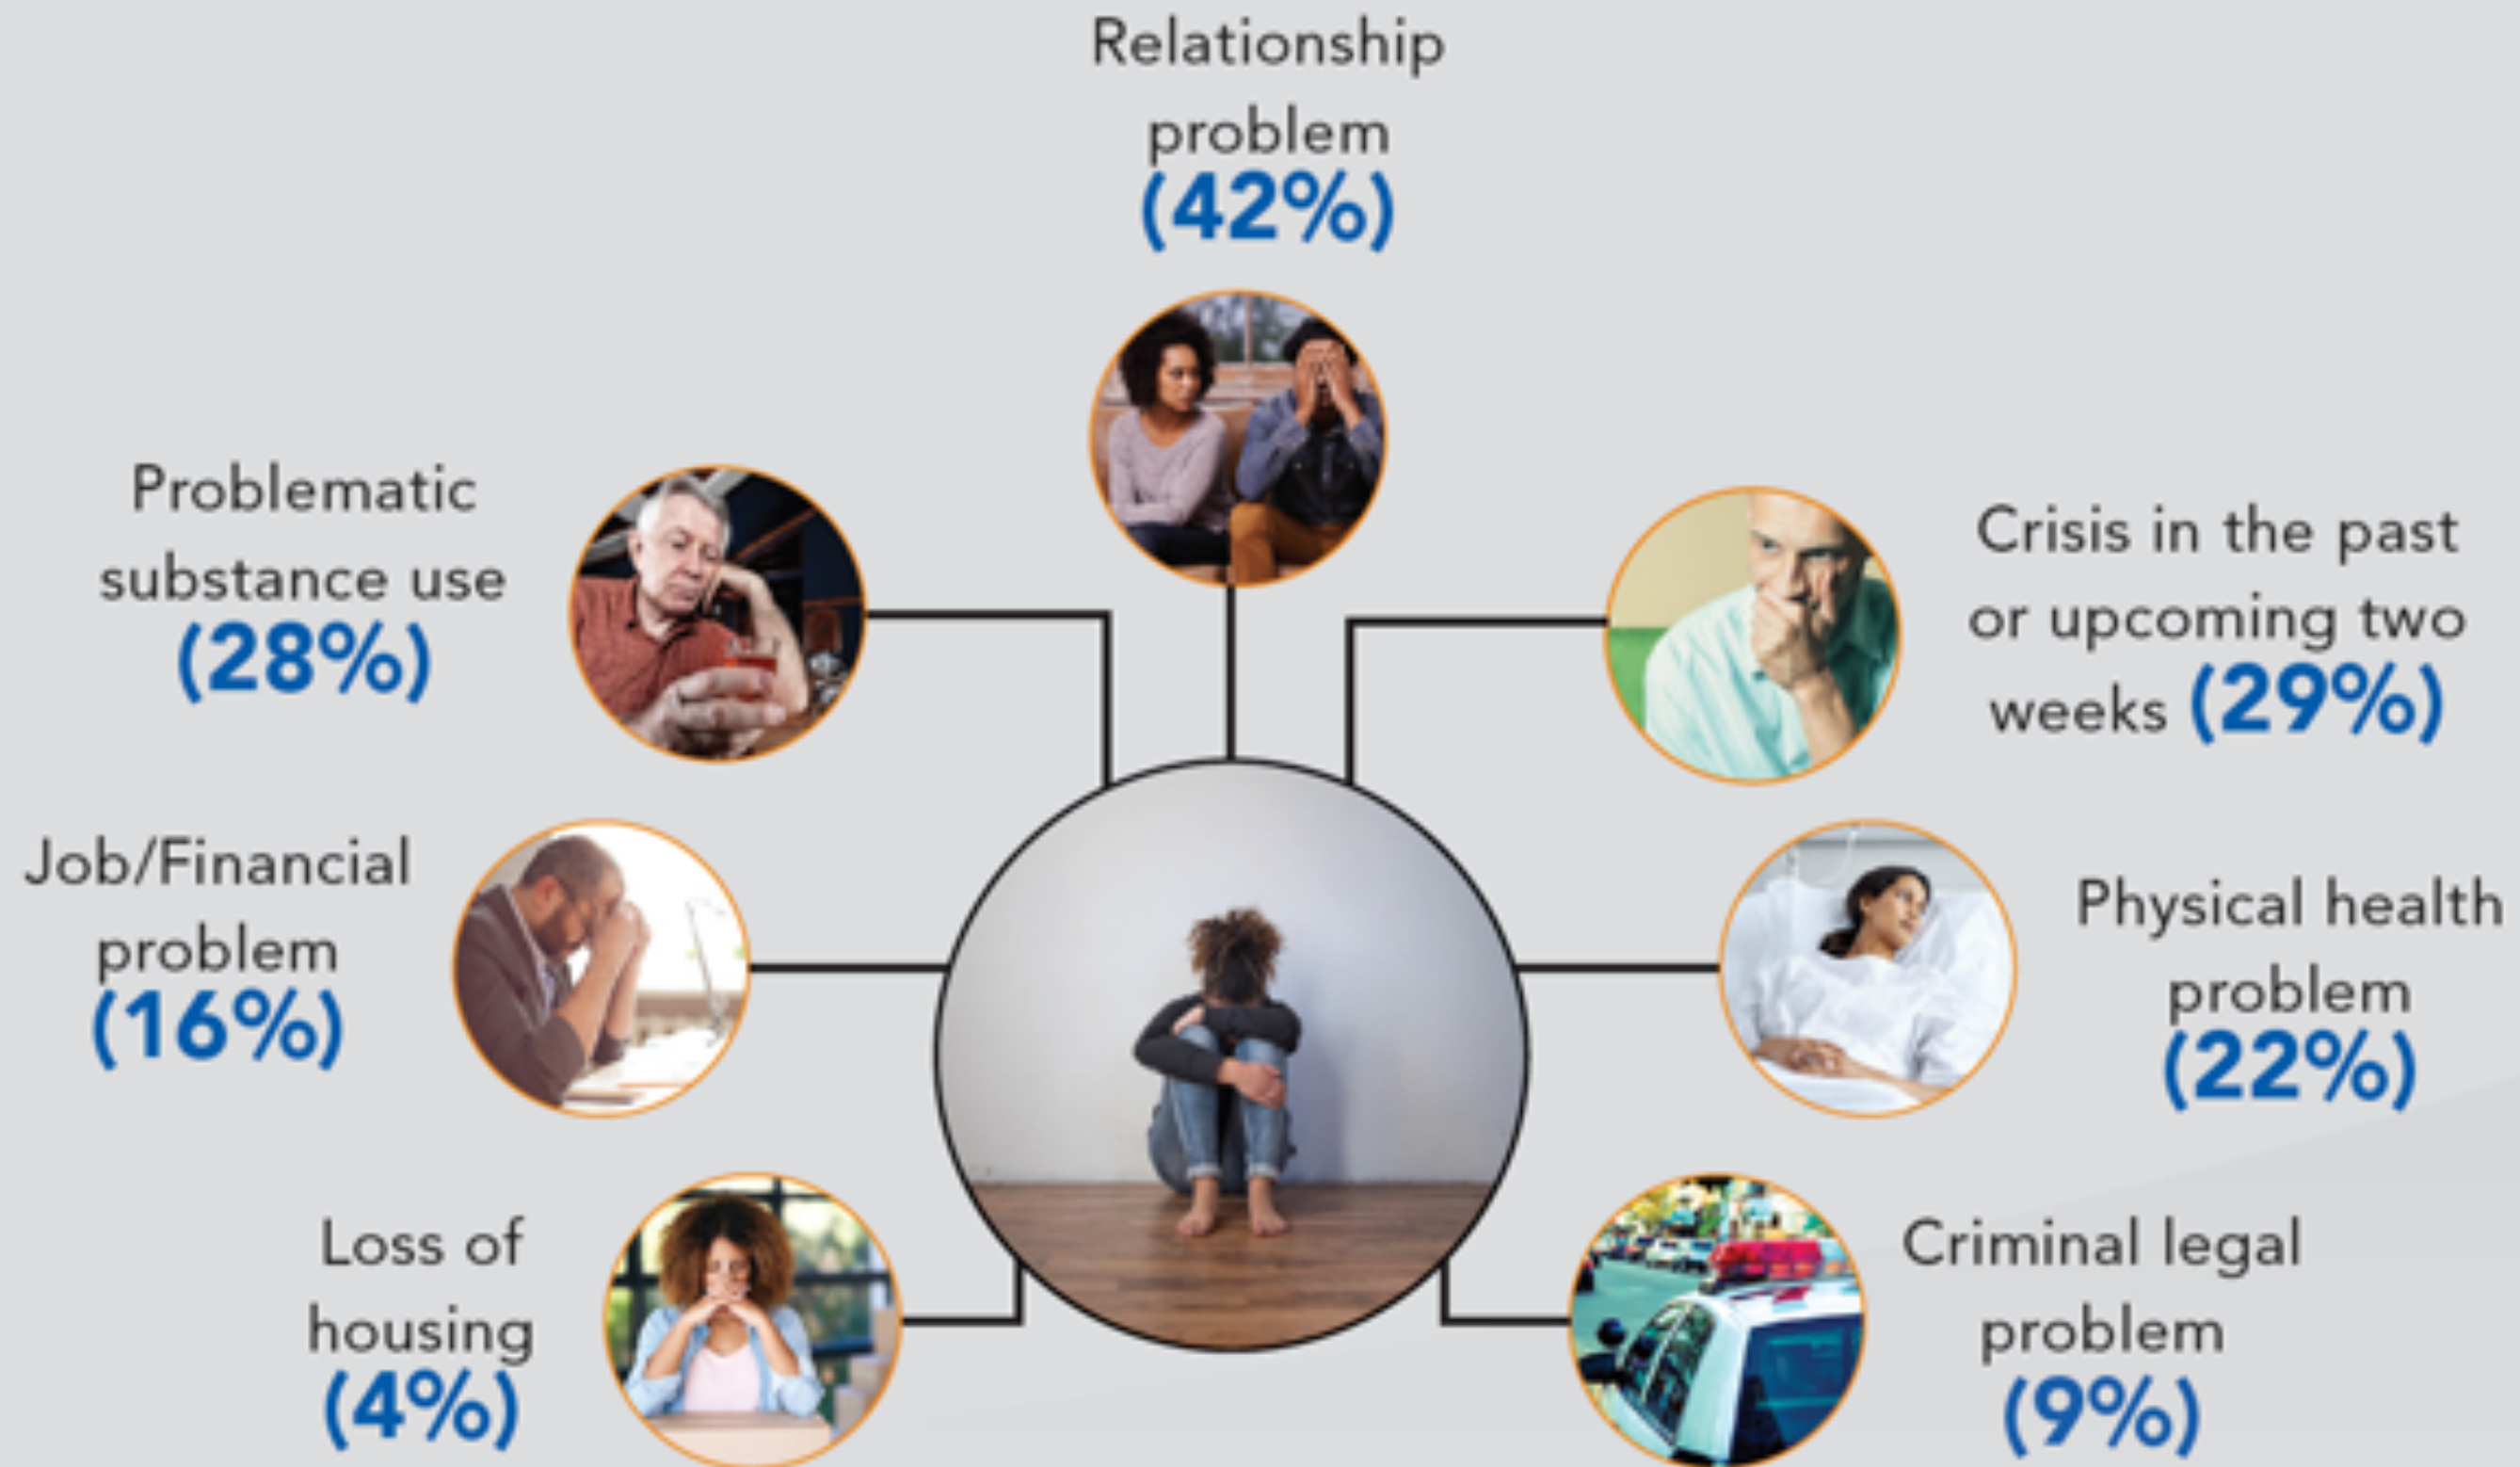 Relationship
problem
(42%)
Problematic
substance use
(28%)
Crisis in the past
or upcoming two
weeks (29%)
Job/Financial
problem
(16%)
Physical health
problem
(22%)
Loss of
housing
(4%)
Criminal legal
problem
(9%)